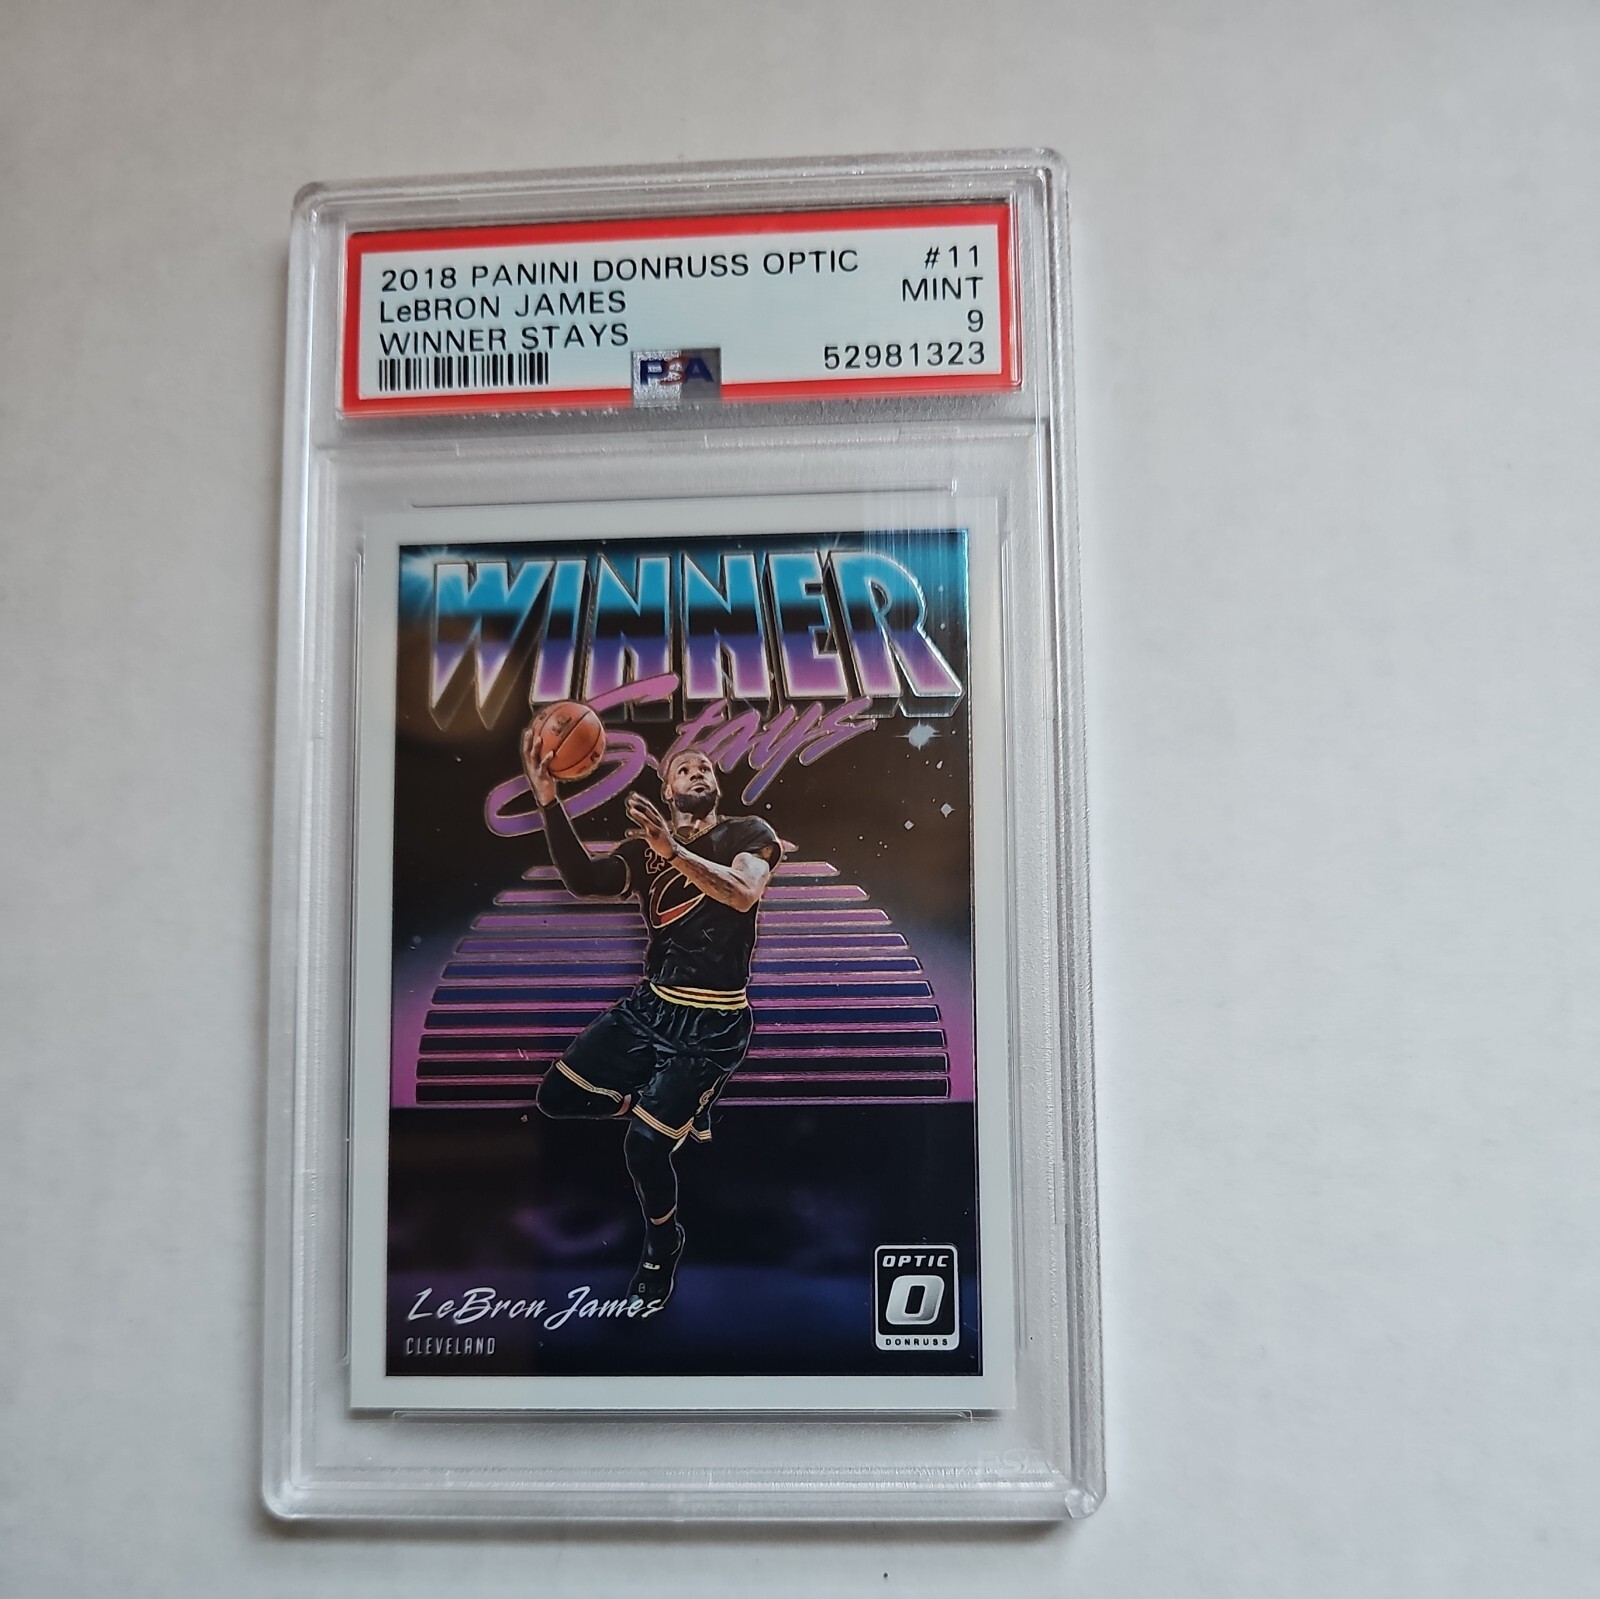 2018 PANINI DONRUSS OPTIC #11
LeBRON JAMES MINT
WINNER STAYS 9
PSA 52981323
WINNER
Stays
23
LeBron James
CLEVELAND
OPTIC
O
DONRUSS